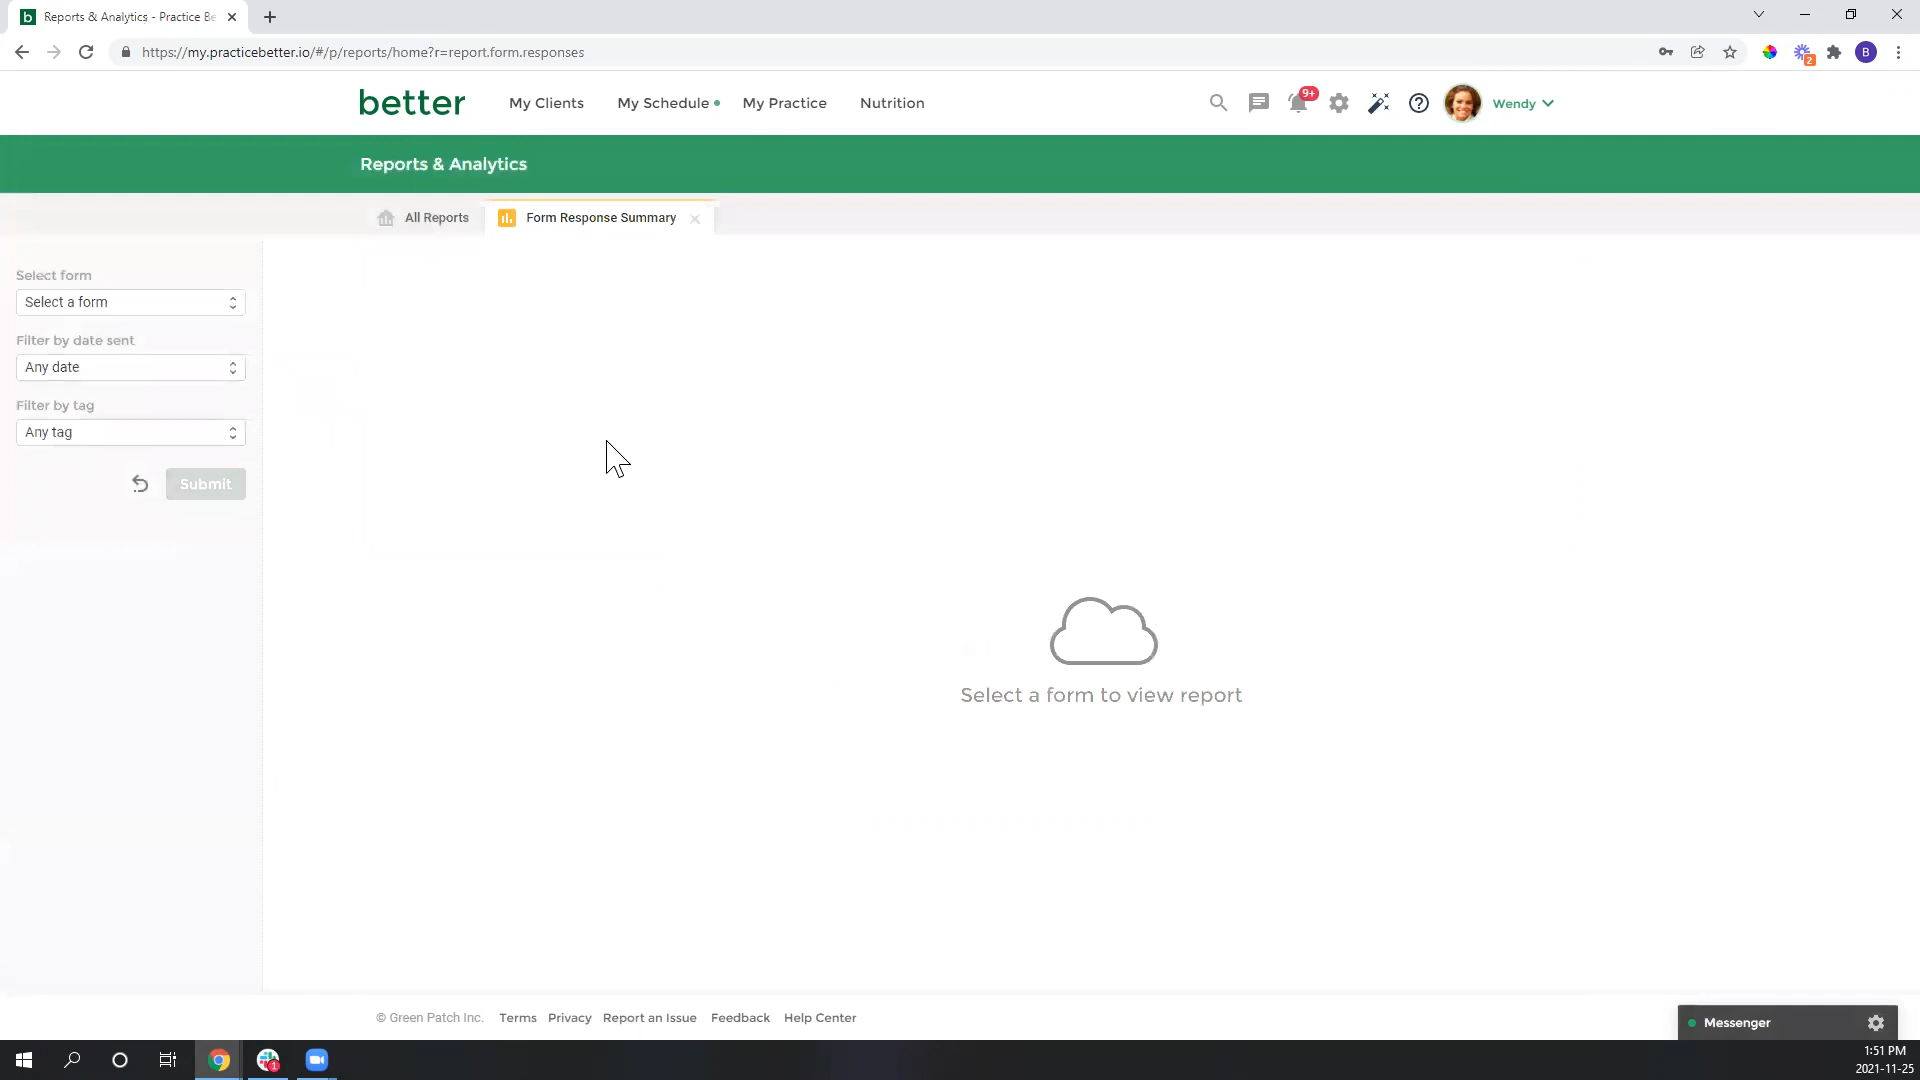 b Reports & Analytics - Practice Be
https://my.practicebetter.io/#/p/reports/home?r=report.form.responses
2
B
better My Clients My Schedule My Practice Nutrition 9+ Wendy
Reports & Analytics
All Reports Form Response Summary
Select form
Select a form
Filter by date sent
Any date
Filter by tag
Any tag
Submit
Select a form to view report
© Green Patch Inc. Terms Privacy Report an Issue Feedback Help Center
Messenger
1
1:51 PM
2021-11-25